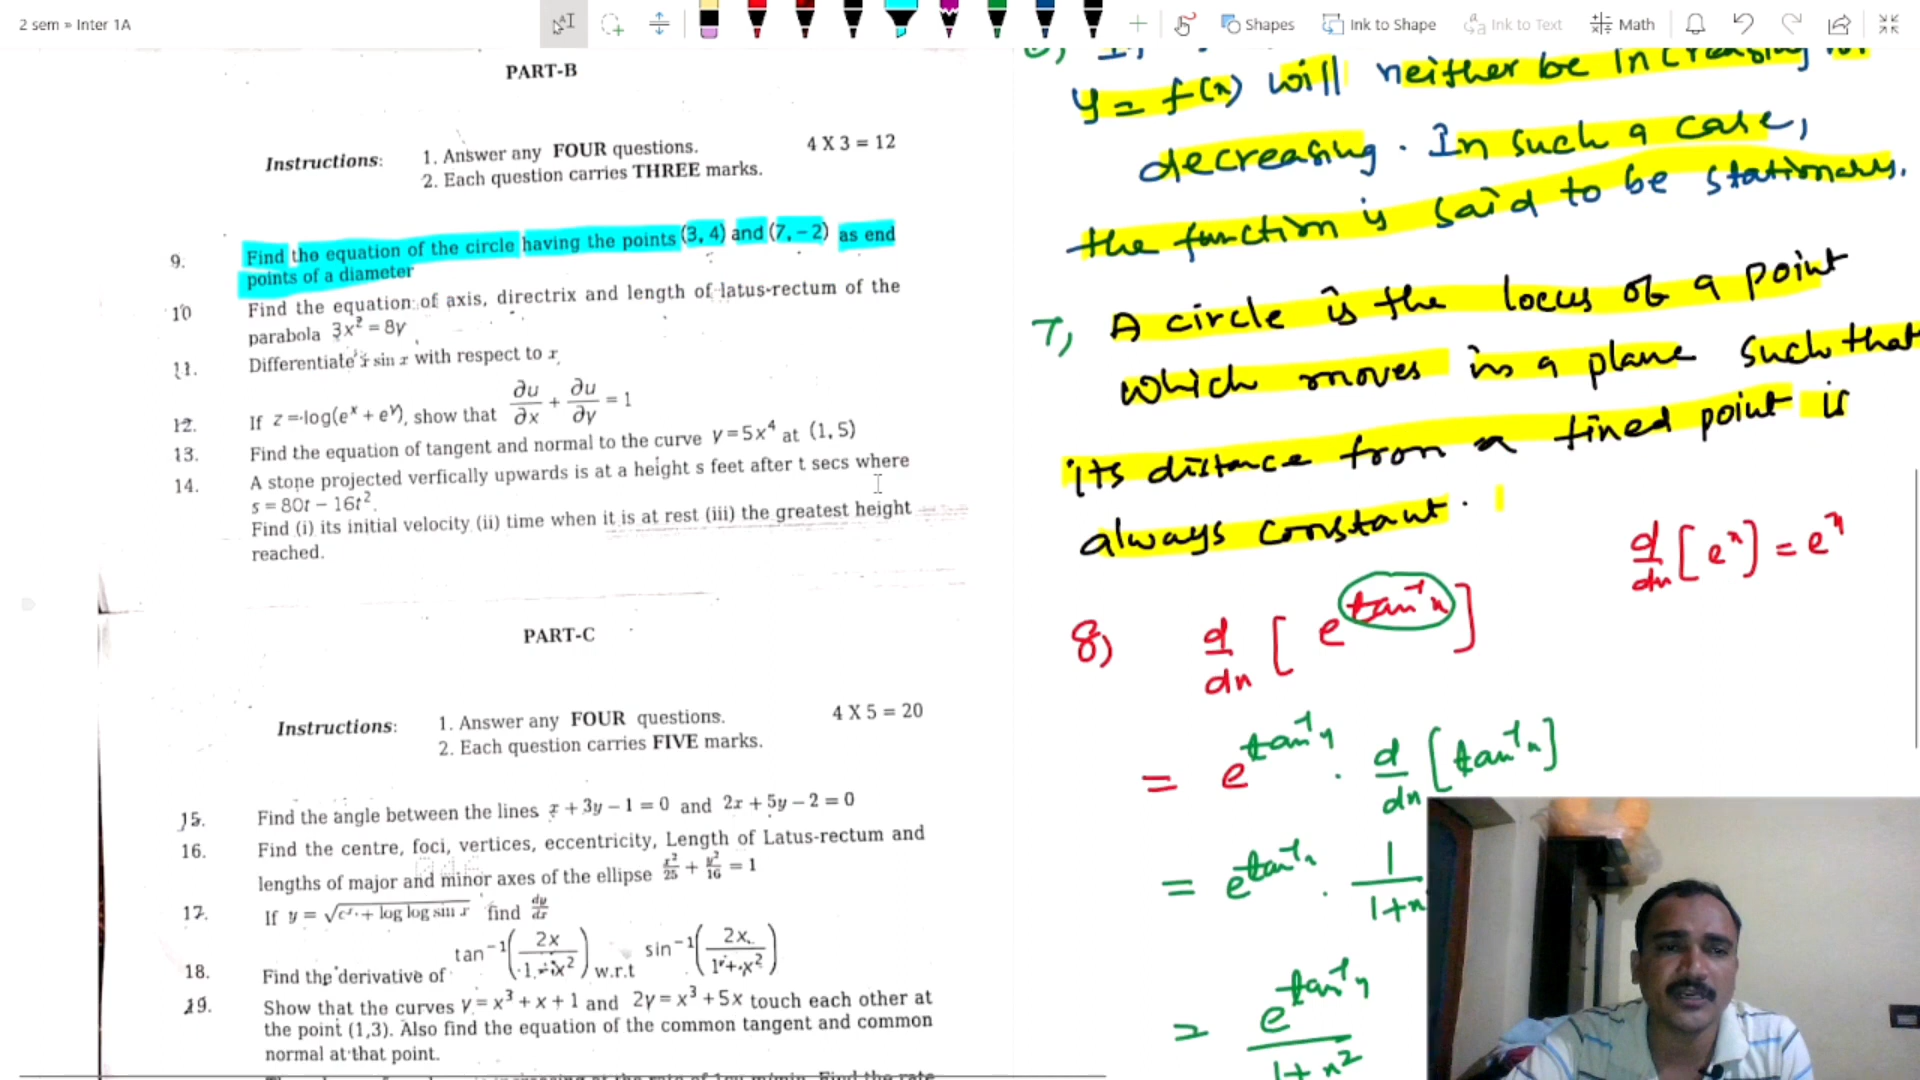 2 sem » Inter 1A
Shapes
Ink to Shape
Ink to Text
Math
PART-B
Instructions: 1. Answer any FOUR questions. 4 X 3 = 12
2. Each question carries THREE marks.
9. Find the equation of the circle having the points (3, 4) and (7, – 2) as end
points of a diameter
10 Find the equation of axis, directrix and length of latus-rectum of the
parabola 3x² = 8y
11. Differentiate x sin x with respect to x
12. If z = log(eˣ + eʸ), show that ∂u/∂x + ∂u/∂y = 1
13. Find the equation of tangent and normal to the curve y = 5x⁴ at (1, 5)
14. A stone projected verfically upwards is at a height s feet after t secs where
s = 80t – 16t².
Find (i) its initial velocity (ii) time when it is at rest (iii) the greatest height
reached.
PART-C
Instructions: 1. Answer any FOUR questions. 4 X 5 = 20
2. Each question carries FIVE marks.
15. Find the angle between the lines x + 3y – 1 = 0 and 2x + 5y – 2 = 0
16. Find the centre, foci, vertices, eccentricity, Length of Latus-rectum and
lengths of major and minor axes of the ellipse x²/25 + y²/16 = 1
17. If y = √ + log log sin x find dy/dx
18. Find the derivative of tan⁻¹(2x/ x²) w.r.t sin⁻¹(2x/1+x²)
19. Show that the curves y = x³ + x + 1 and 2y = x³ + 5x touch each other at
the point (1,3). Also find the equation of the common tangent and common
normal at that point.
y = f(x) will neither be increasing
decreasing. In such a case,
the function is said to be stationary.
7) A circle is the locus of a point
which moves in a plane such that
its distance from a fined point is
always constant.
d/dx [eˣ] = eˣ
8) d/dx [e^tan⁻¹x]
= e^tan⁻¹x . d/dx [tan⁻¹x]
= e^tan⁻¹x . 1/1+x
= e^tan⁻¹x / 1+x²